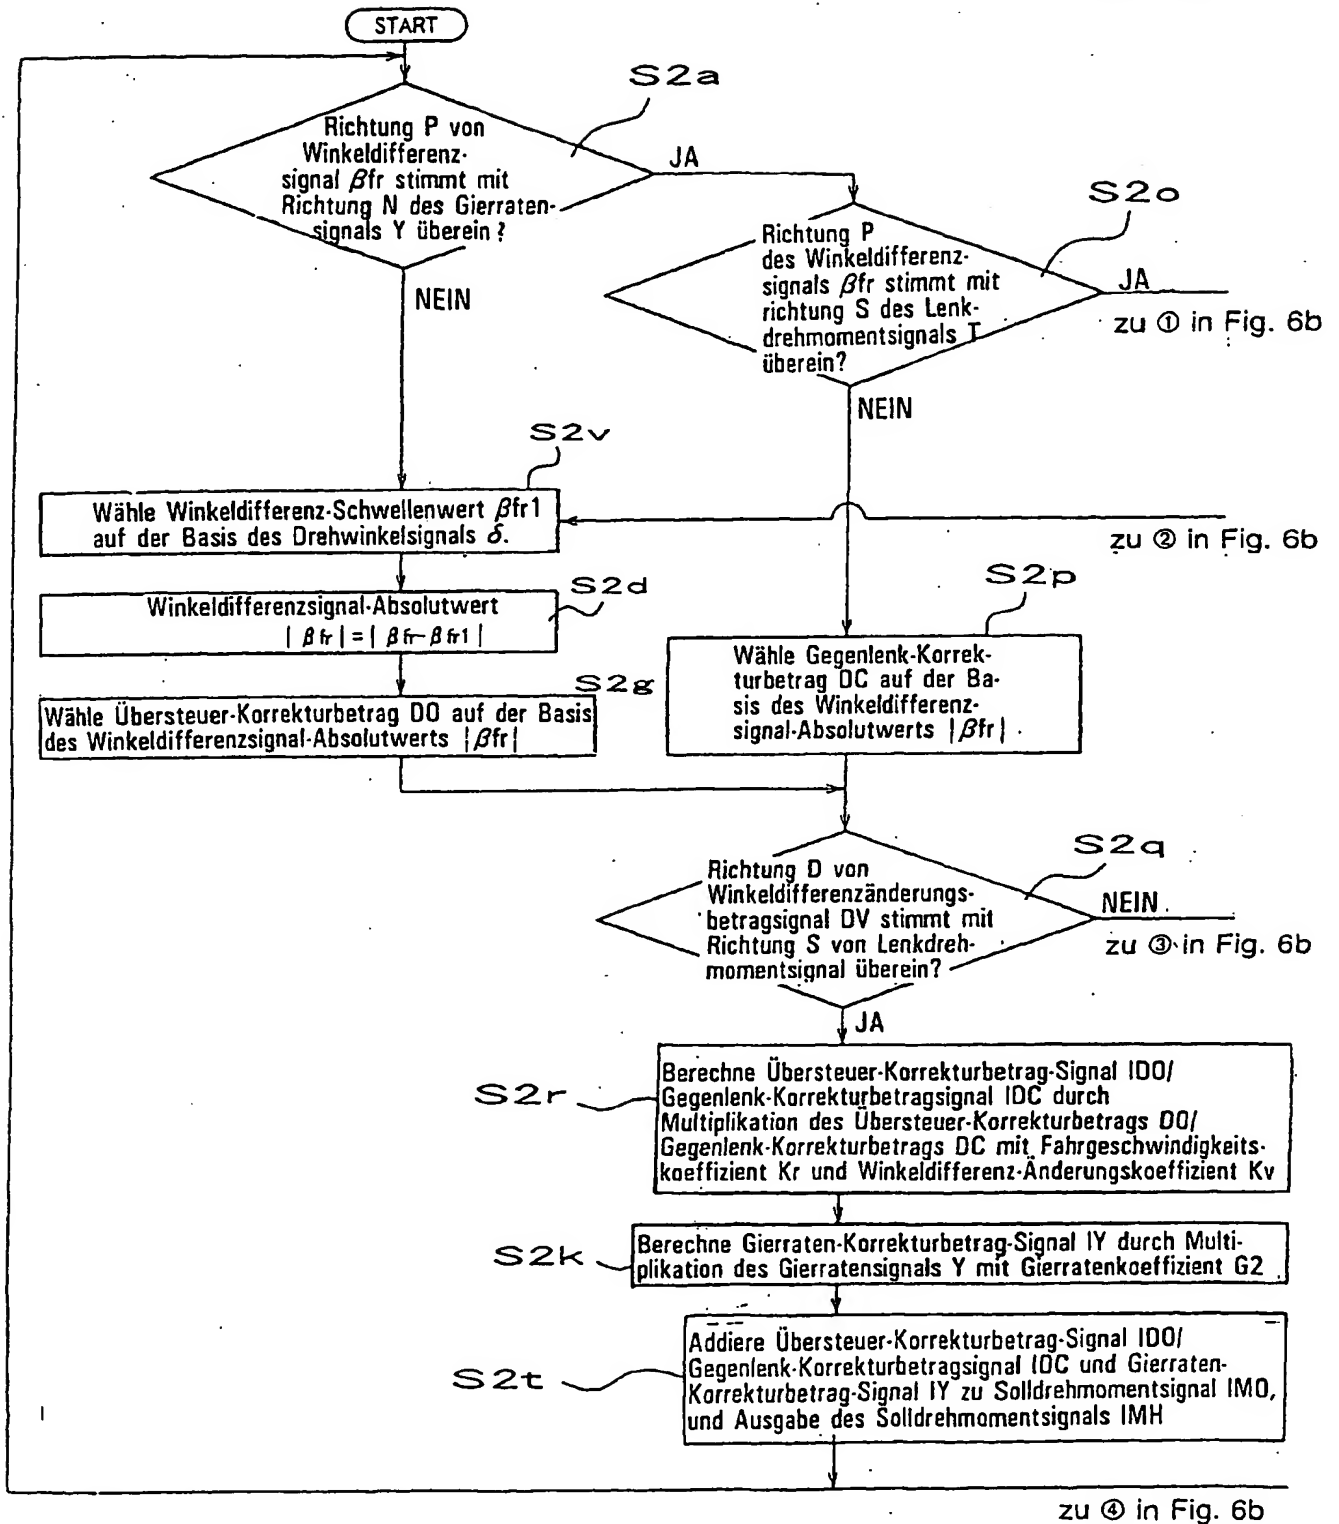 START
S2a
Richtung P von
Winkeldifferenz-
signal βfr stimmt mit
Richtung N des Gierraten-
signals Y überein?
JA
NEIN
S2o
Richtung P
des Winkeldifferenz-
signals βfr stimmt mit
richtung S des Lenk-
drehmomentsignals T
überein?
JA
zu ① in Fig. 6b
NEIN
S2v
Wähle Winkeldifferenz-Schwellenwert βfr1
auf der Basis des Drehwinkelsignals δ.
zu ② in Fig. 6b
S2d
Winkeldifferenzsignal-Absolutwert
| βfr | = | βfr-βfr1 |
S2g
Wähle Übersteuer-Korrekturbetrag DO auf der Basis
des Winkeldifferenzsignal-Absolutwerts |βfr|
S2p
Wähle Gegenlenk-Korrek-
turbetrag DC auf der Ba-
sis des Winkeldifferenz-
signal-Absolutwerts |βfr|
S2q
Richtung D von
Winkeldifferenzänderungs-
betragsignal DV stimmt mit
Richtung S von Lenkdreh-
momentsignal überein?
NEIN
zu ③ in Fig. 6b
JA
S2r
Berechne Übersteuer-Korrekturbetrag-Signal IDO/
Gegenlenk-Korrekturbetragsignal IDC durch
Multiplikation des Übersteuer-Korrekturbetrags DO/
Gegenlenk-Korrekturbetrags DC mit Fahrgeschwindigkeits-
koeffizient Kr und Winkeldifferenz-Änderungskoeffizient Kv
S2k
Berechne Gierraten-Korrekturbetrag-Signal IY durch Multi-
plikation des Gierratensignals Y mit Gierratenkoeffizient G2
S2t
Addiere Übersteuer-Korrekturbetrag-Signal IDO/
Gegenlenk-Korrekturbetragsignal IDC und Gierraten-
Korrekturbetrag-Signal IY zu Solldrehmomentsignal IMO,
und Ausgabe des Solldrehmomentsignals IMH
zu ④ in Fig. 6b